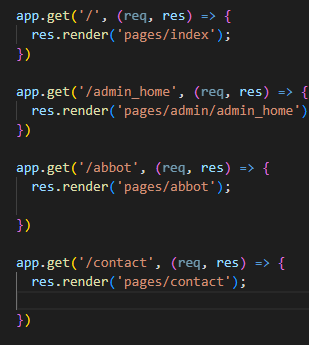 app.get('/', (req, res) => {
  res.render('pages/index');
})
app.get('/admin_home', (req, res) => {
  res.render('pages/admin/admin_home')
})
app.get('/abbot', (req, res) => {
  res.render('pages/abbot');
})
app.get('/contact', (req, res) => {
  res.render('pages/contact');
})